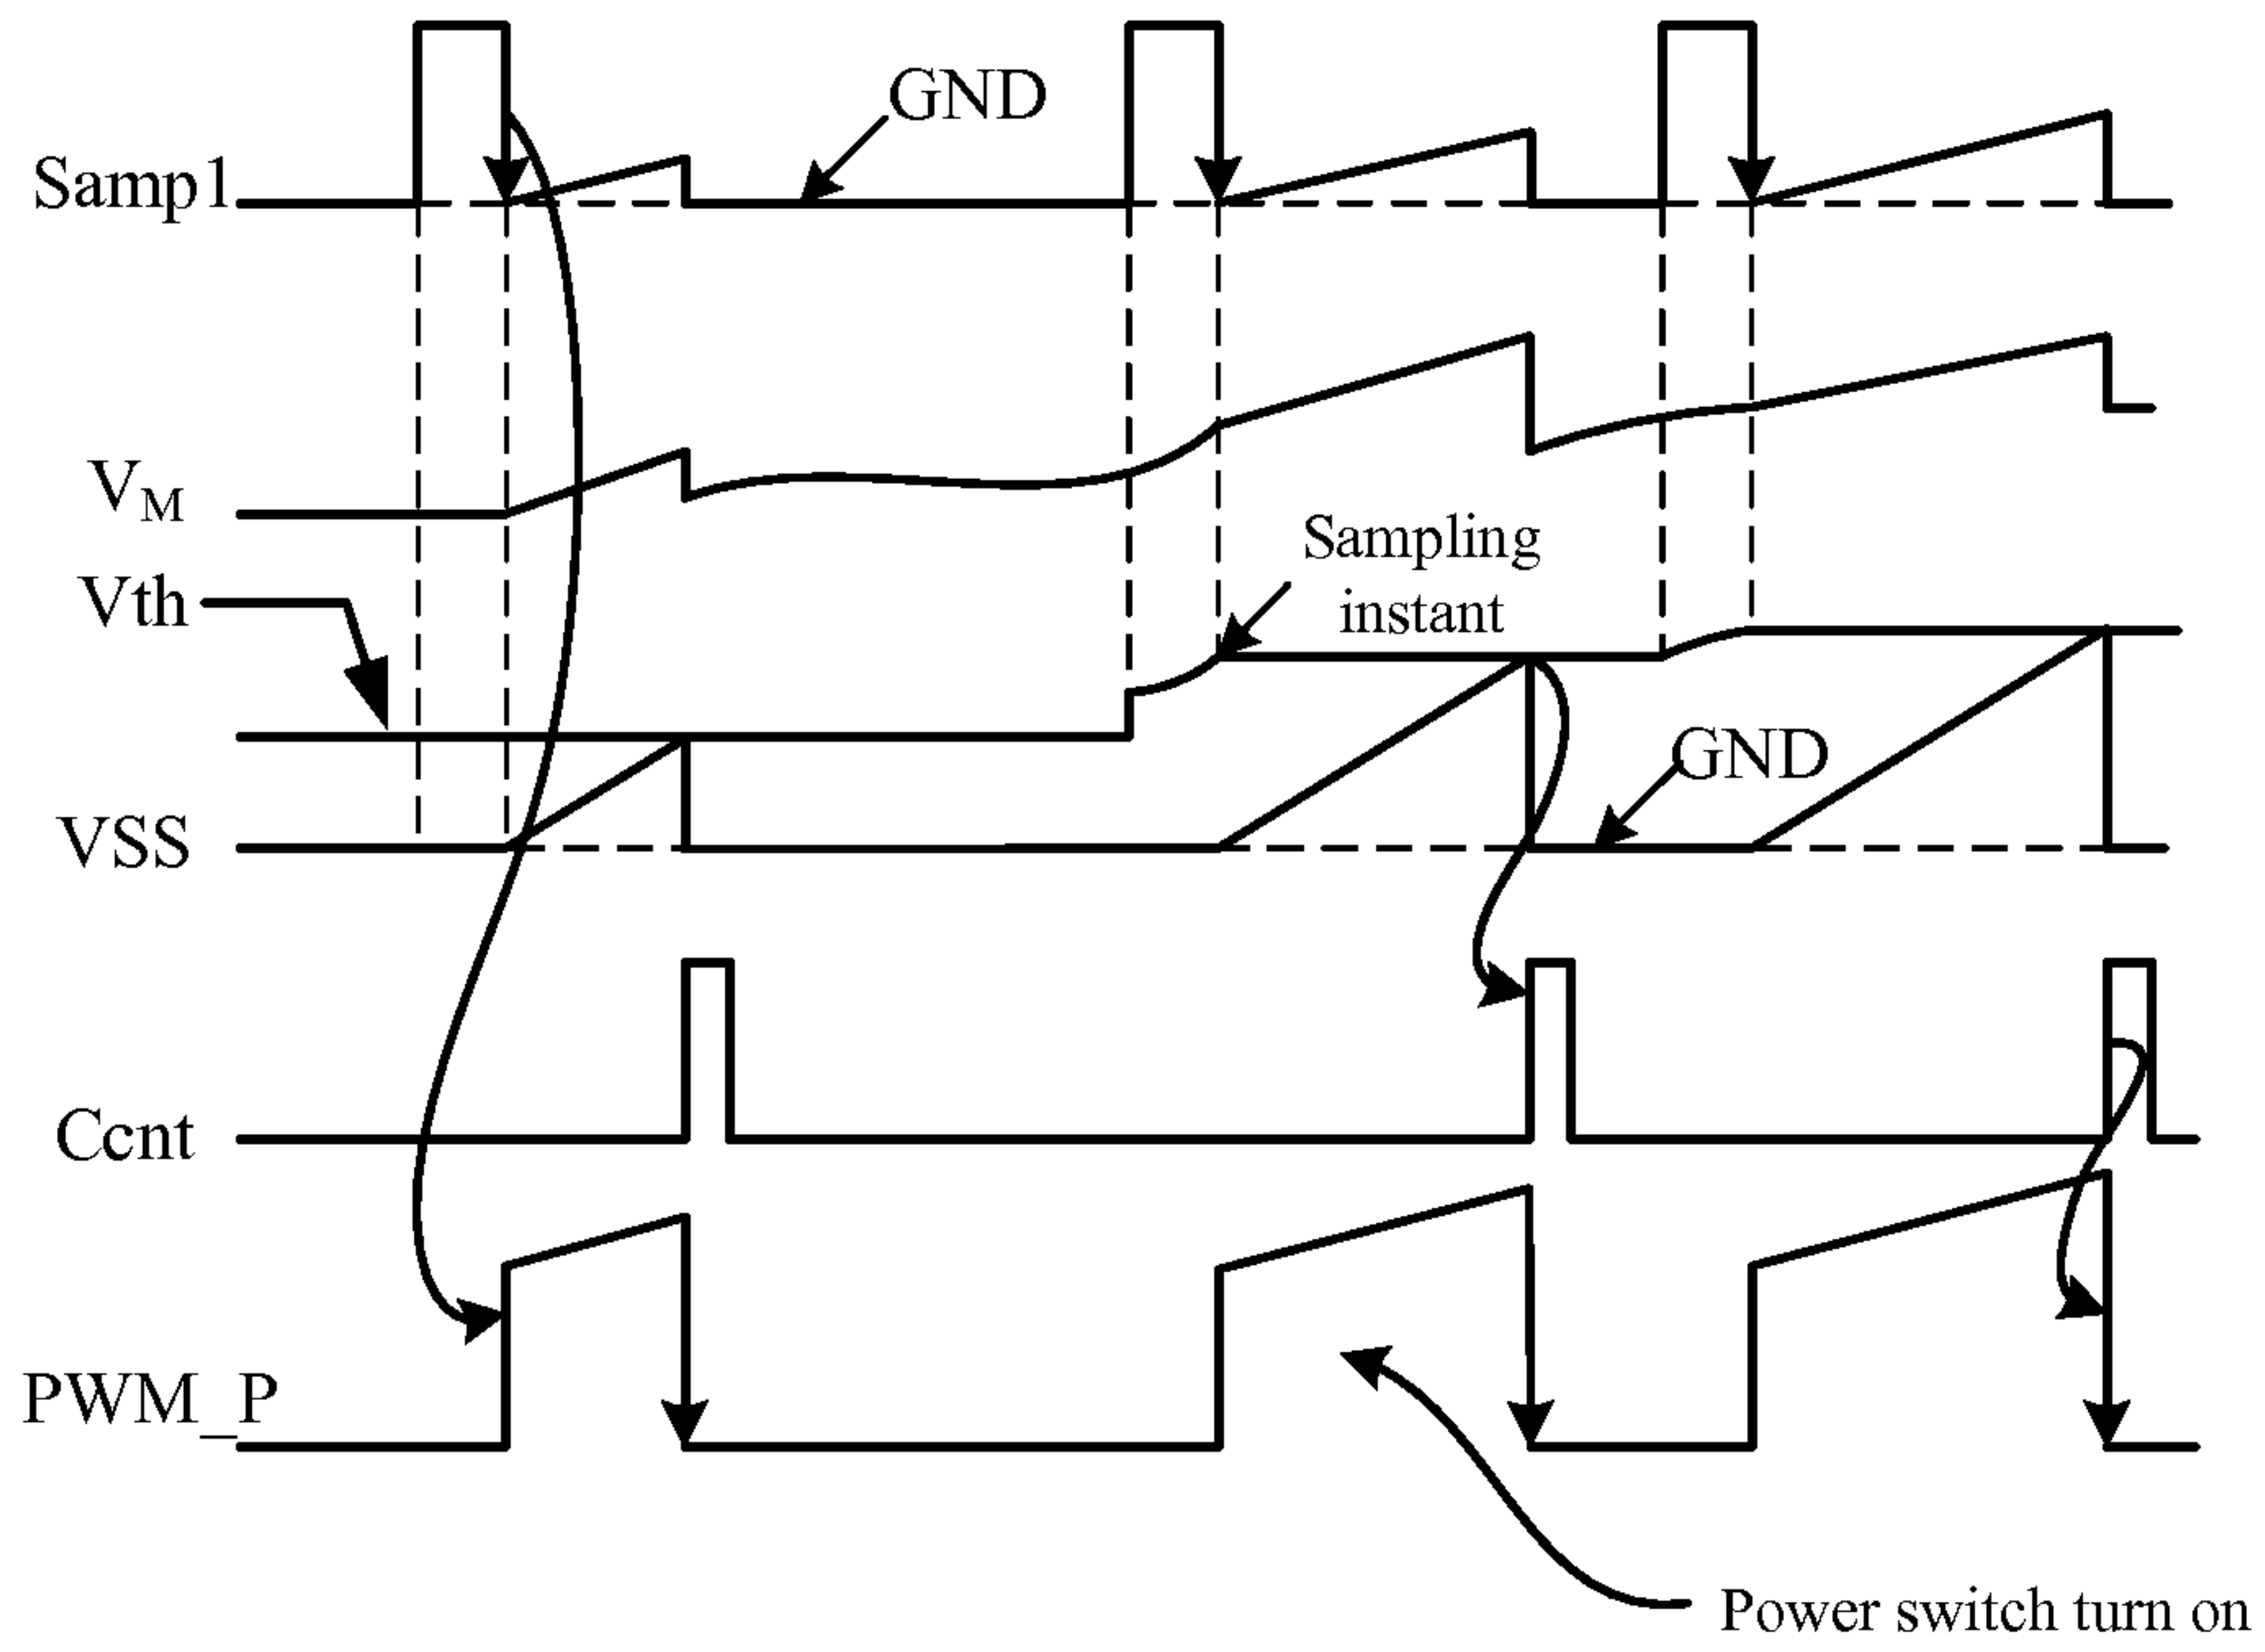 GND
Samp1
VM
Sampling
instant
Vth
GND
VSS
Ccnt
PWM_P
Power switch turn on